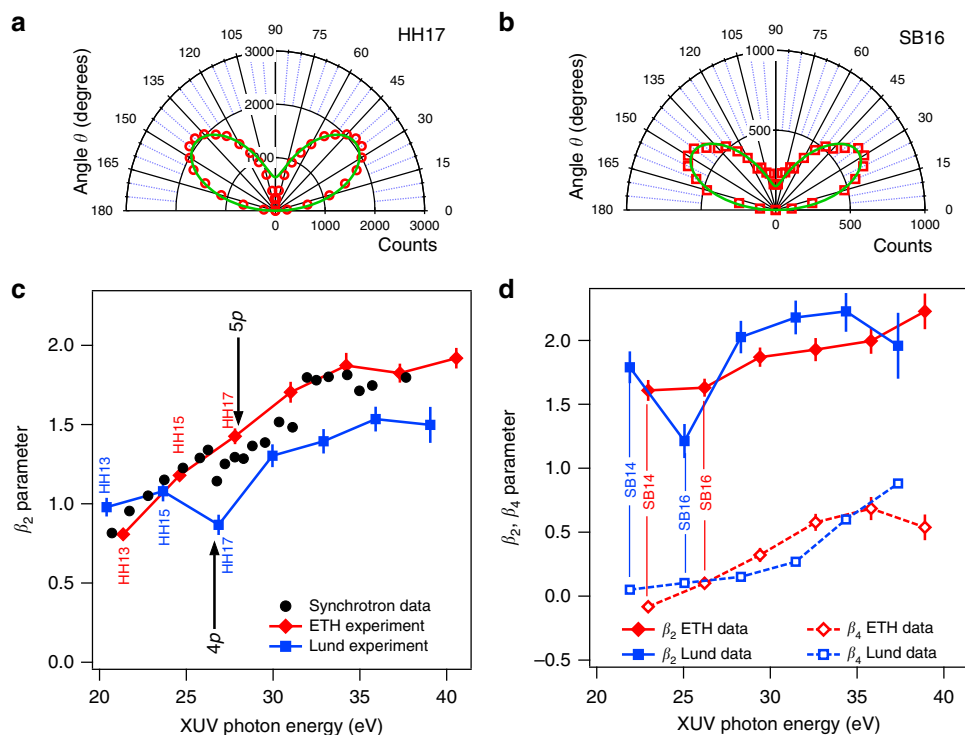 a
HH17
Angle θ (degrees)
180
165
150
135
120
105
90
75
60
45
30
15
0
3000
2000
1000
0
1000
2000
3000
Counts
b
SB16
Angle θ (degrees)
180
165
150
135
120
105
90
75
60
45
30
15
0
1000
500
0
500
1000
Counts
c
β2 parameter
2.0
1.5
1.0
0.5
0.0
HH13
HH13
HH15
HH15
HH17
HH17
5p
4p
Synchrotron data
ETH experiment
Lund experiment
20
25
30
35
40
XUV photon energy (eV)
d
β2, β4 parameter
2.0
1.5
1.0
0.5
0.0
–0.5
SB14
SB14
SB16
SB16
β2 ETH data
β4 ETH data
β2 Lund data
β4 Lund data
20
25
30
35
40
XUV photon energy (eV)